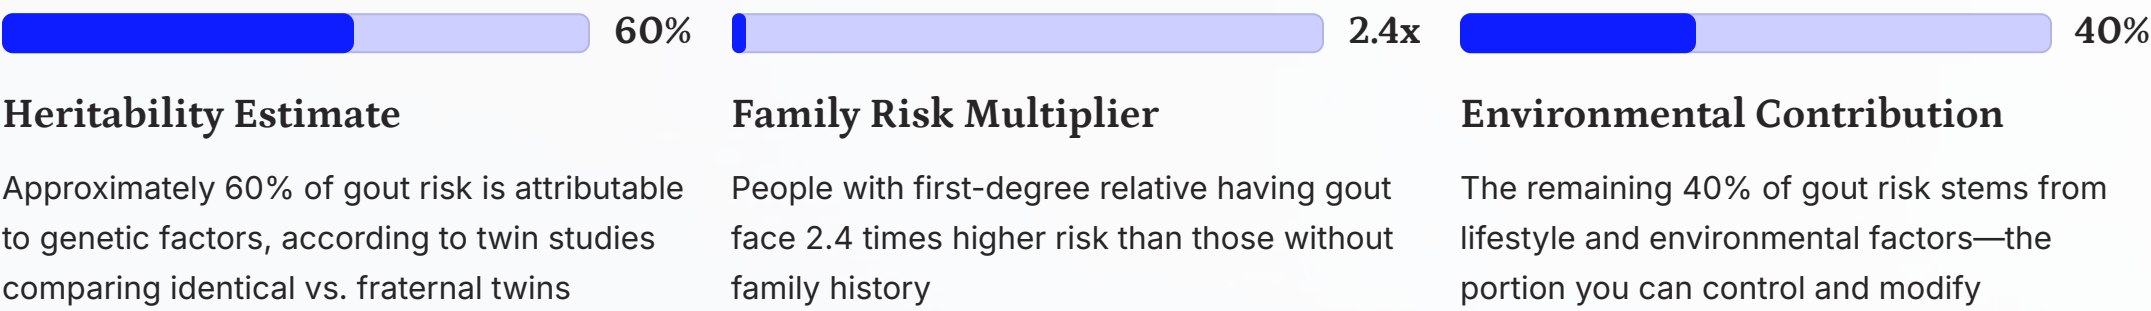 60%
Heritability Estimate
Approximately 60% of gout risk is attributable
to genetic factors, according to twin studies
comparing identical vs. fraternal twins
2.4x
Family Risk Multiplier
People with first-degree relative having gout
face 2.4 times higher risk than those without
family history
40%
Environmental Contribution
The remaining 40% of gout risk stems from
lifestyle and environmental factors—the
portion you can control and modify